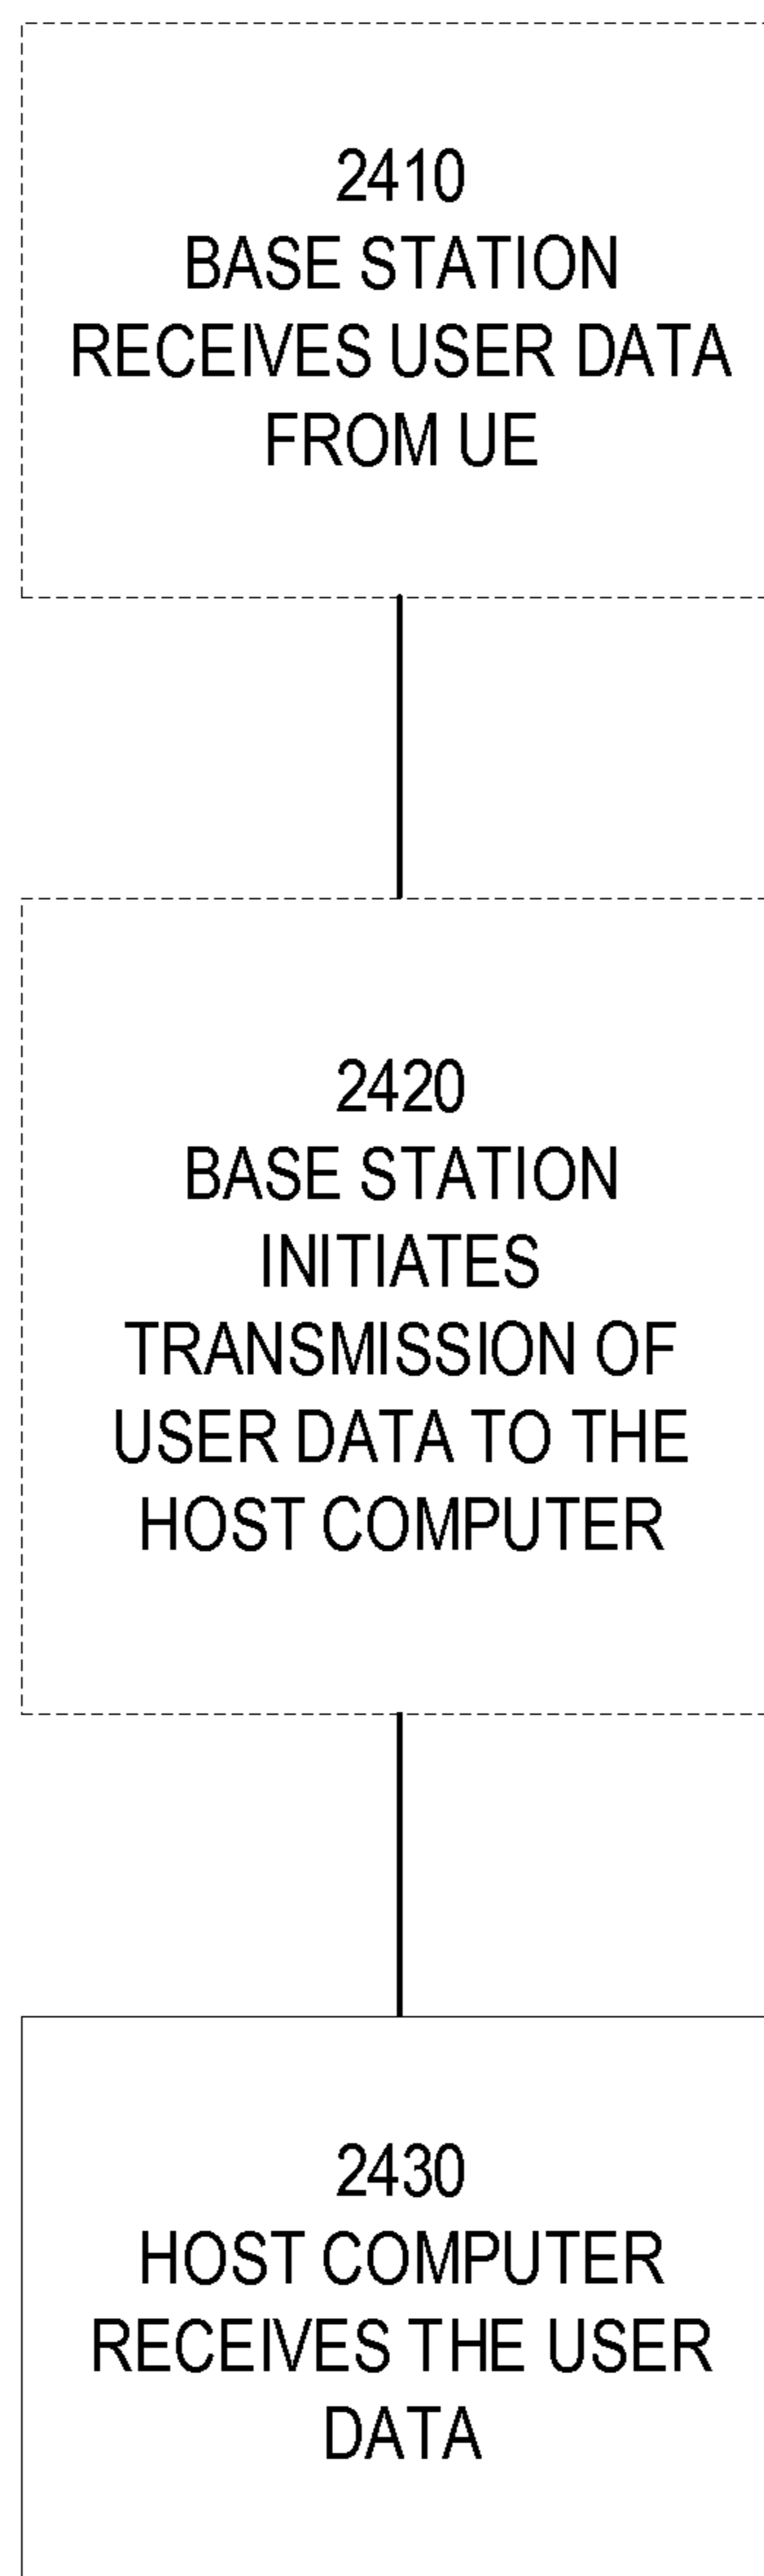 2410
BASE STATION
RECEIVES USER DATA
FROM UE
2420
BASE STATION
INITIATES
TRANSMISSION OF
USER DATA TO THE
HOST COMPUTER
2430
HOST COMPUTER
RECEIVES THE USER
DATA